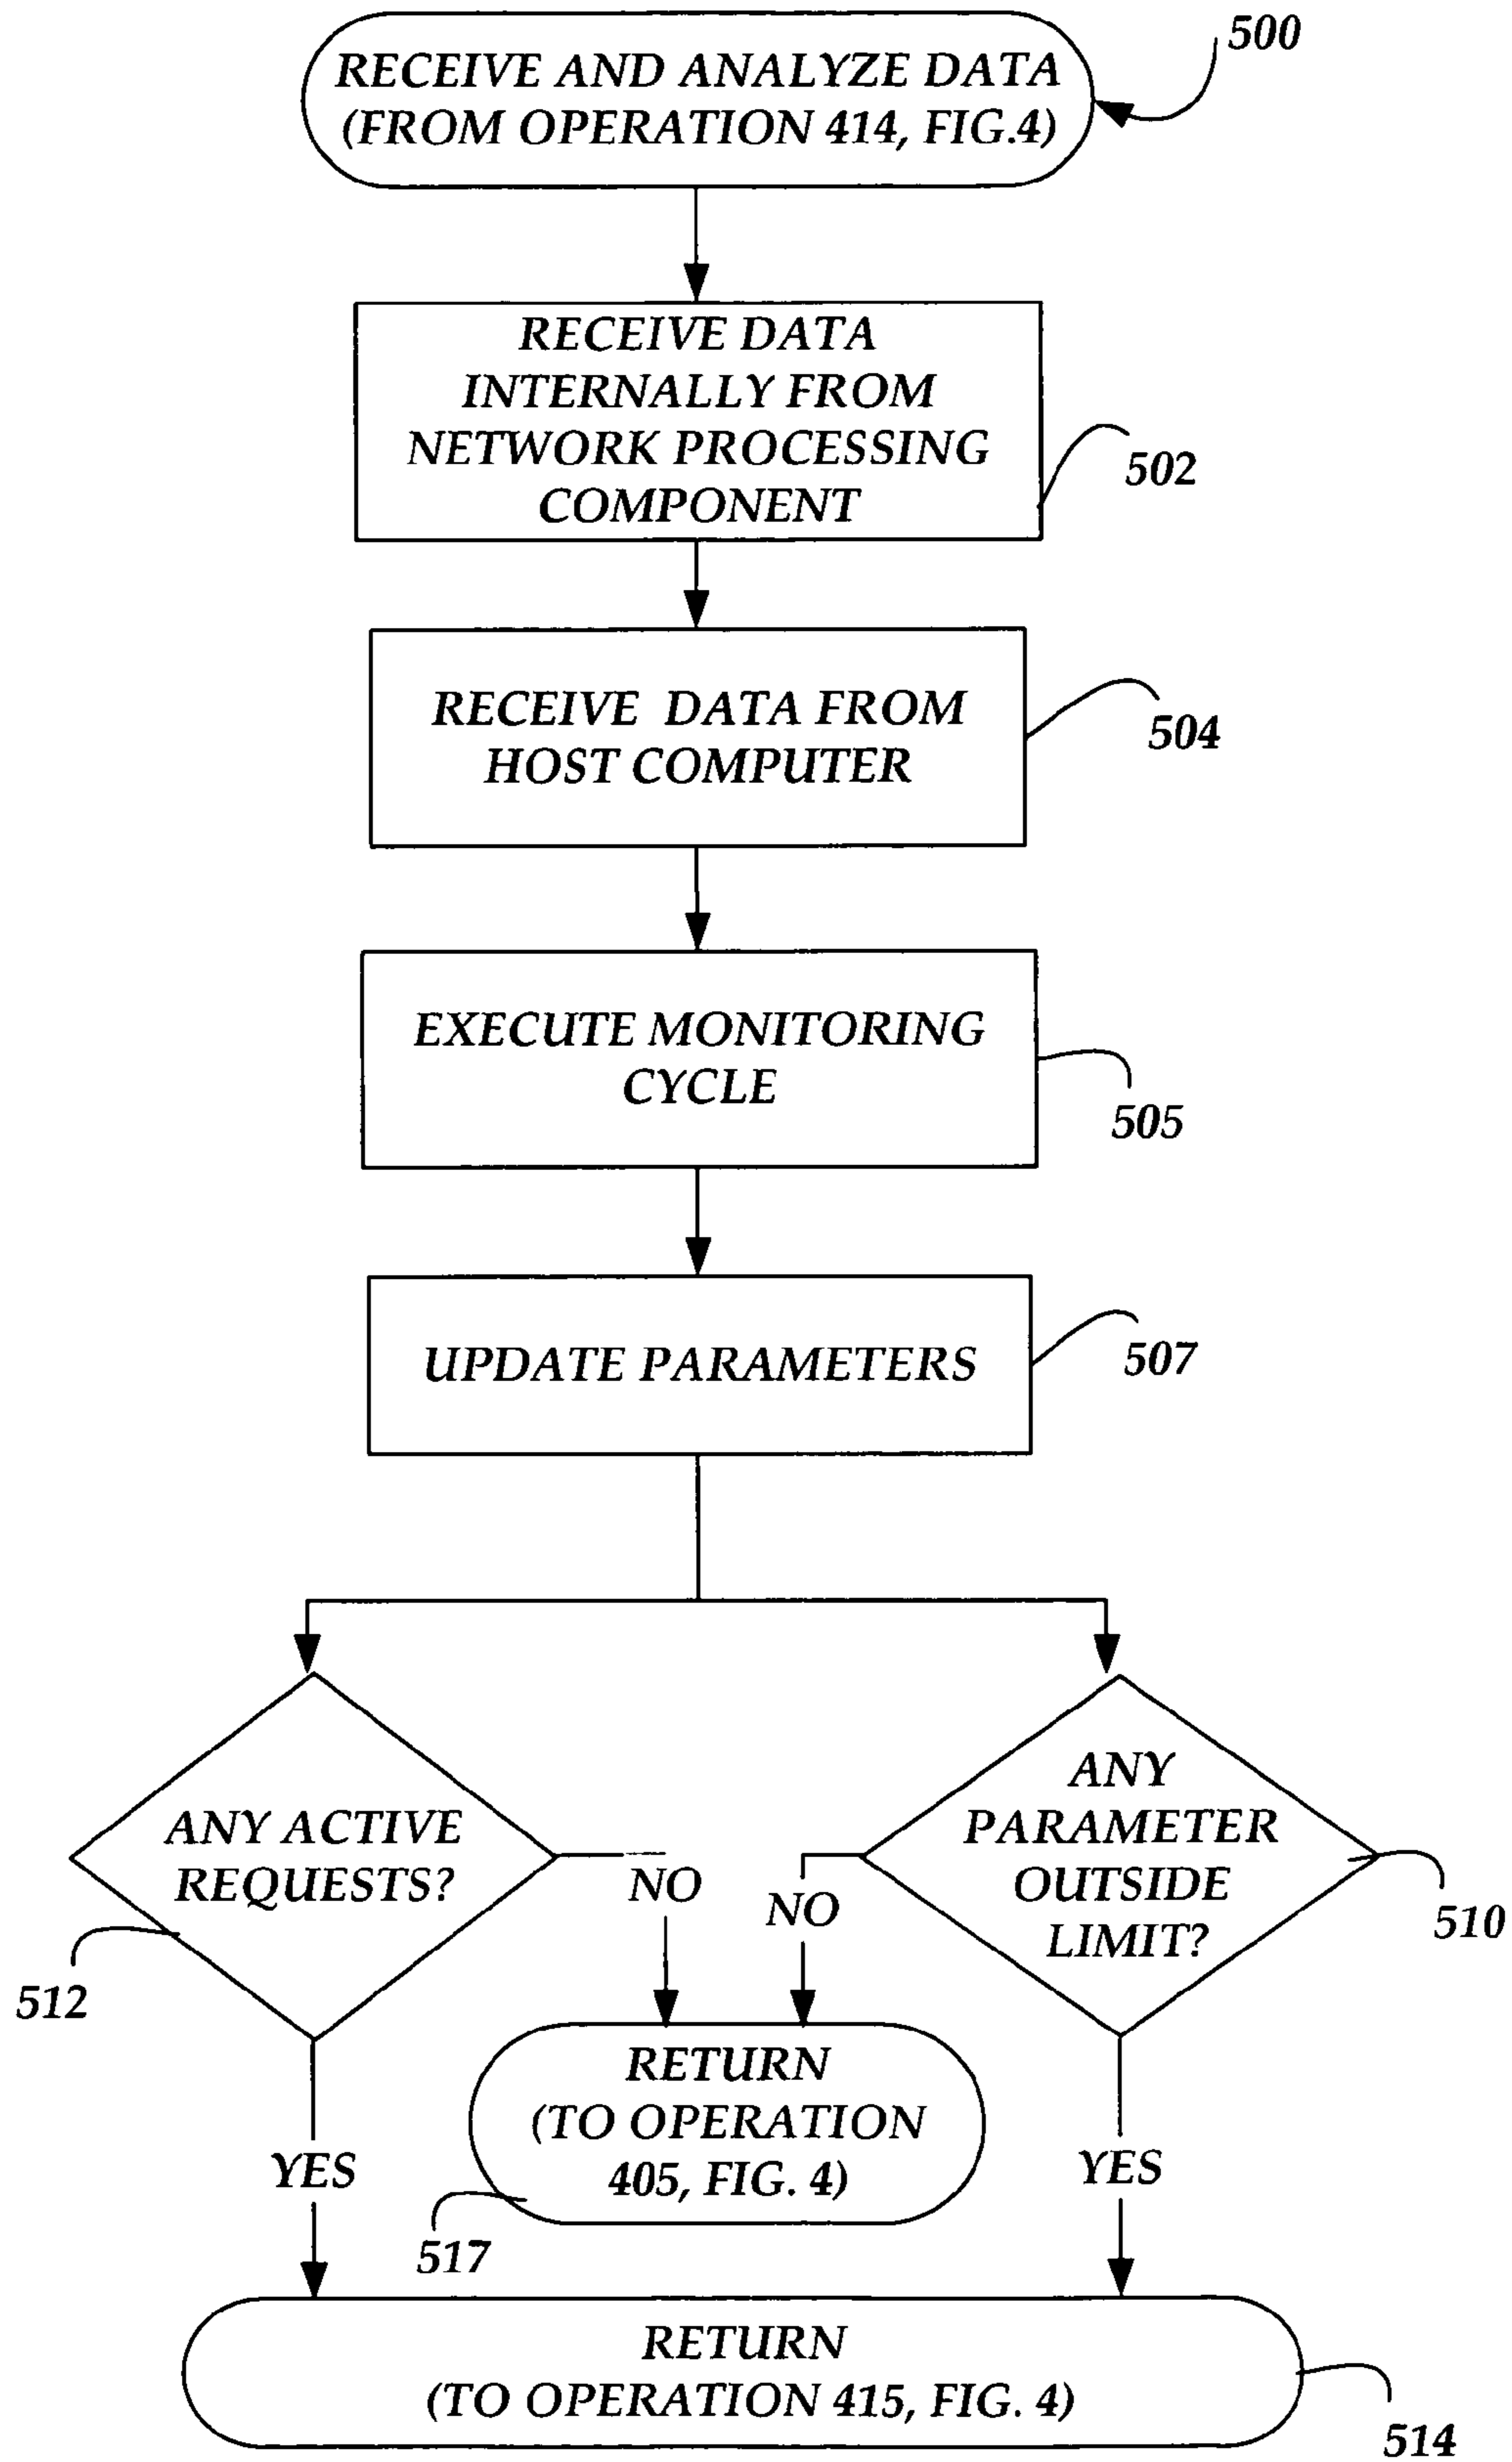 RECEIVE AND ANALYZE DATA
(FROM OPERATION 414, FIG.4)
500
RECEIVE DATA
INTERNALLY FROM
NETWORK PROCESSING
COMPONENT
502
RECEIVE DATA FROM
HOST COMPUTER
504
EXECUTE MONITORING
CYCLE
505
UPDATE PARAMETERS
507
ANY ACTIVE
REQUESTS?
512
NO
NO
ANY
PARAMETER
OUTSIDE
LIMIT?
510
YES
RETURN
(TO OPERATION
405, FIG. 4)
517
YES
RETURN
(TO OPERATION 415, FIG. 4)
514